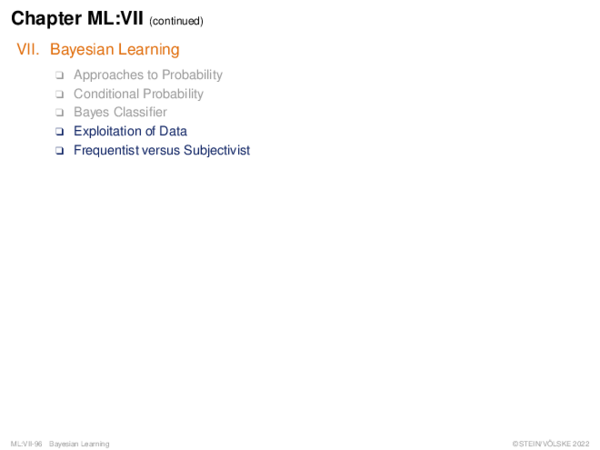 Chapter ML:VII (continued)
VII. Bayesian Learning
❑ Approaches to Probability
❑ Conditional Probability
❑ Bayes Classifier
❑ Exploitation of Data
❑ Frequentist versus Subjectivist
ML:VII-96 Bayesian Learning
©STEIN/VÖLSKE 2022